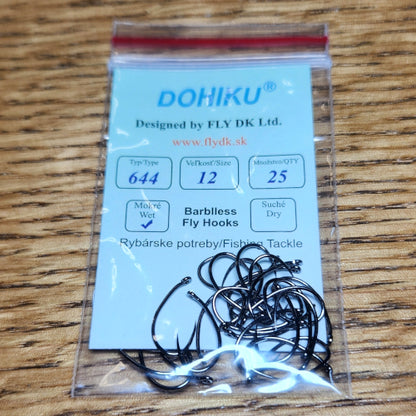 DOHIKU®
Designed by FLY DK Ltd.
www.flydk.sk
Typ/Type Veľkosť/Size Množstvo/QTY
644 12 25
Mokré Wet Barblless Fly Hooks Suché Dry
Rybárske potreby/Fishing Tackle